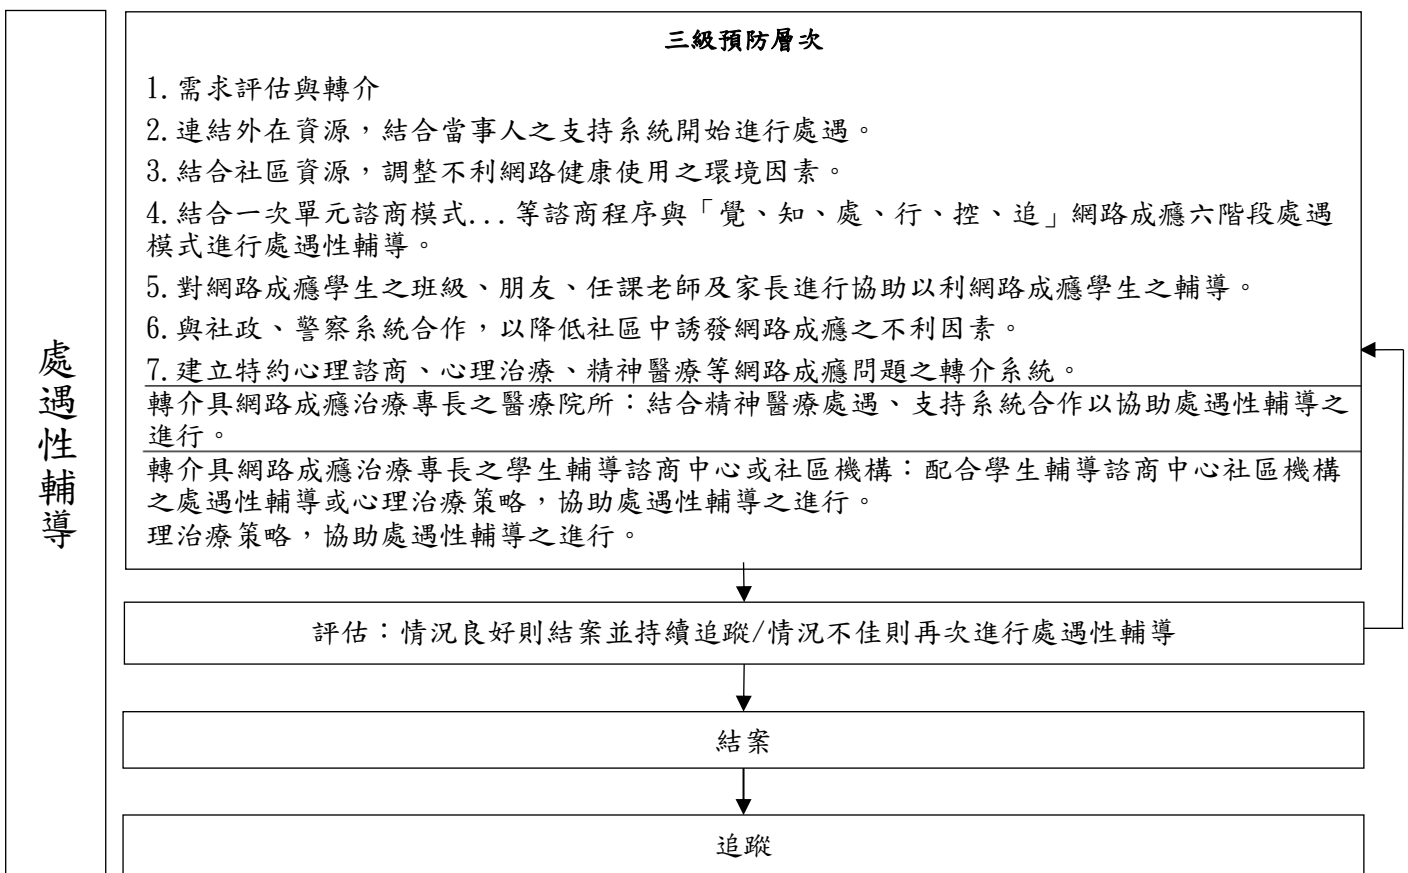 處遇性輔導
三級預防層次
1.需求評估與轉介
2.連結外在資源，結合當事人之支持系統開始進行處遇。
3.結合社區資源，調整不利網路健康使用之環境因素。
4.結合一次單元諮商模式...等諮商程序與「覺、知、處、行、控、追」網路成癮六階段處遇
模式進行處遇性輔導。
5.對網路成癮學生之班級、朋友、任課老師及家長進行協助以利網路成癮學生之輔導。
6.與社政、警察系統合作，以降低社區中誘發網路成癮之不利因素。
7.建立特約心理諮商、心理治療、精神醫療等網路成癮問題之轉介系統。
轉介具網路成癮治療專長之醫療院所：結合精神醫療處遇、支持系統合作以協助處遇性輔導之
進行。
轉介具網路成癮治療專長之學生輔導諮商中心或社區機構：配合學生輔導諮商中心社區機構
之處遇性輔導或心理治療策略，協助處遇性輔導之進行。
理治療策略，協助處遇性輔導之進行。
評估：情況良好則結案並持續追蹤/情況不佳則再次進行處遇性輔導
結案
追蹤